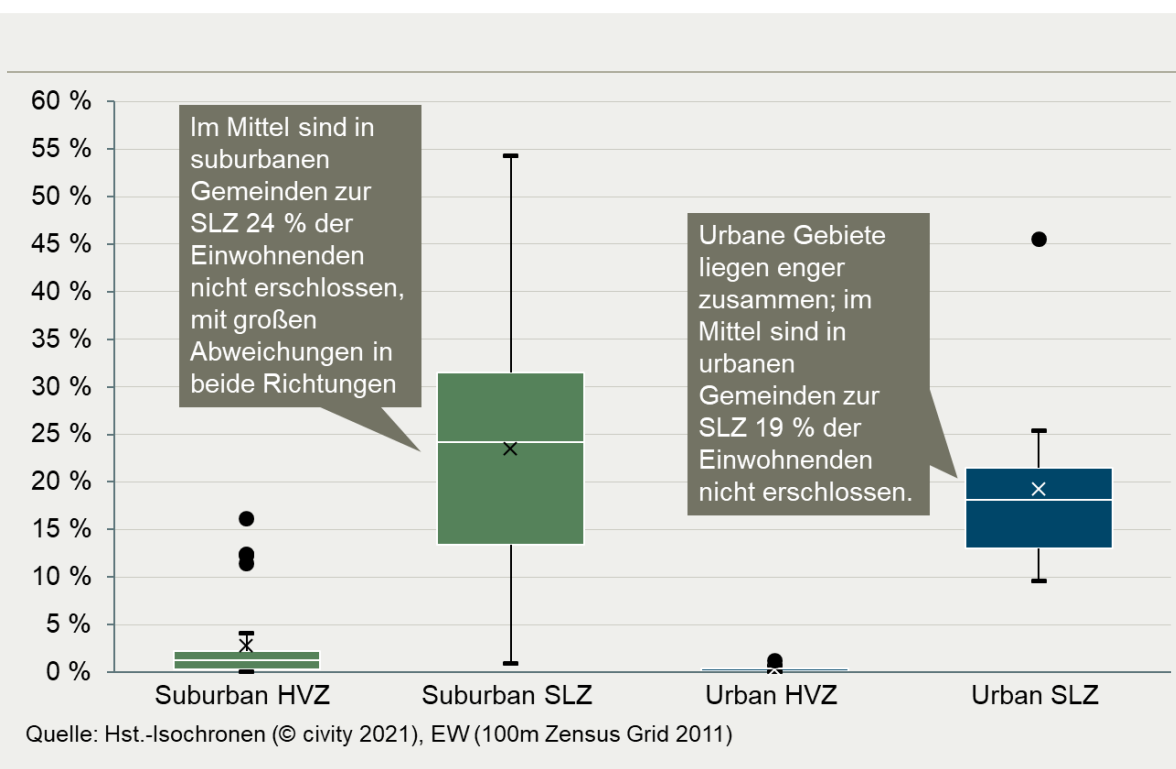 60 %
55 %
50 %
45 %
40 %
35 %
30 %
25 %
20 %
15 %
10 %
5 %
0 %
Im Mittel sind in
suburbanen
Gemeinden zur
SLZ 24 % der
Einwohnenden
nicht erschlossen,
mit großen
Abweichungen in
beide Richtungen
Urbane Gebiete
liegen enger
zusammen; im
Mittel sind in
urbanen
Gemeinden zur
SLZ 19 % der
Einwohnenden
nicht erschlossen.
Suburban HVZ
Suburban SLZ
Urban HVZ
Urban SLZ
Quelle: Hst.-Isochronen (© civity 2021), EW (100m Zensus Grid 2011)